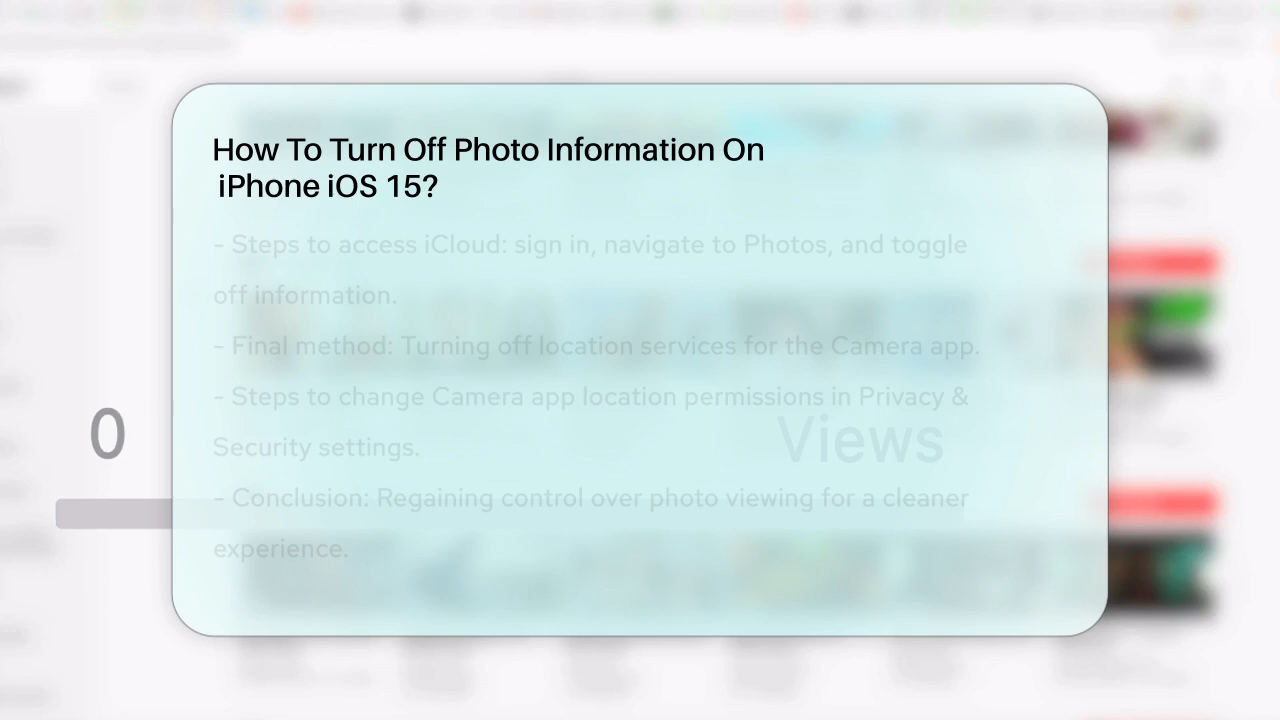 How To Turn Off Photo Information On
iPhone iOS 15?
- Steps to access iCloud: sign in, navigate to Photos, and toggle
off information.
- Final method: Turning off location services for the Camera app.
- Steps to change Camera app location permissions in Privacy &
0
Views
Security settings.
- Conclusion: Regaining control over photo viewing for a cleaner
experience.